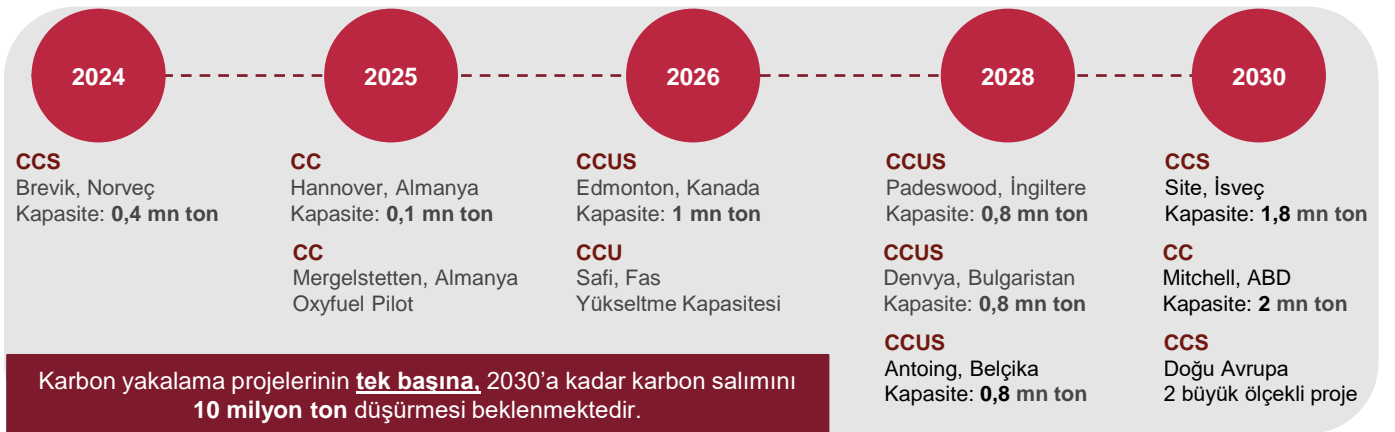 2024
2025
2026
2028
2030
CCS
Brevik, Norveç
Kapasite: 0,4 mn ton
CC
Hannover, Almanya
Kapasite: 0,1 mn ton
CC
Mergelstetten, Almanya
Oxyfuel Pilot
CCUS
Edmonton, Kanada
Kapasite: 1 mn ton
CCU
Safi, Fas
Yükseltme Kapasitesi
CCUS
Padeswood, İngiltere
Kapasite: 0,8 mn ton
CCUS
Denvya, Bulgaristan
Kapasite: 0,8 mn ton
CCUS
Antoing, Belçika
Kapasite: 0,8 mn ton
CCS
Site, İsveç
Kapasite: 1,8 mn ton
CC
Mitchell, ABD
Kapasite: 2 mn ton
CCS
Doğu Avrupa
2 büyük ölçekli proje
Karbon yakalama projelerinin tek başına, 2030’a kadar karbon salımını
10 milyon ton düşürmesi beklenmektedir.